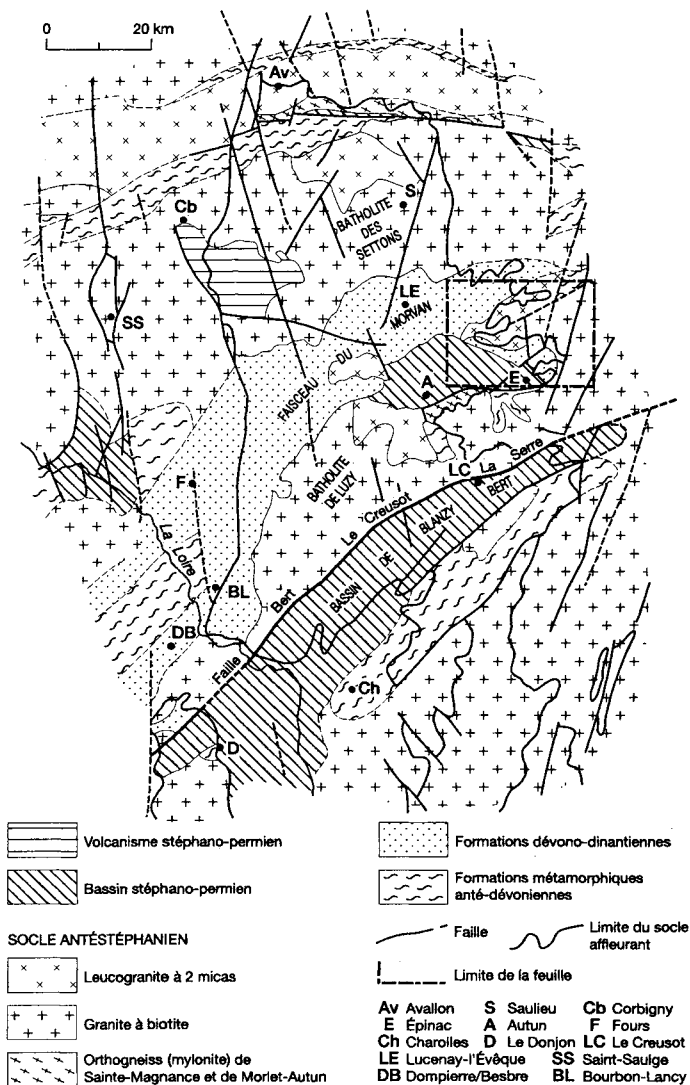 0 20 km
Av
Cb
S
BATHOLITE
DES
SETTONS
LE
MORVAN
DU
FAISCEAU
SS
A
E
F
BATHOLITE
DE LUZY
LC
La Serre
Le Creusot
Bert
Faille
BERT
BLANZY
DE
BASSIN
La Loire
BL
DB
Ch
D
Volcanisme stéphano-permien
Bassin stéphano-permien
SOCLE ANTÉSTÉPHANIEN
Leucogranite à 2 micas
Granite à biotite
Orthogneiss (mylonite) de
Sainte-Magnance et de Morlet-Autun
Formations dévono-dinantiennes
Formations métamorphiques
anté-dévoniennes
Faille
Limite du socle
affleurant
Limite de la feuille
Av Avallon S Saulieu Cb Corbigny
E Épinac A Autun F Fours
Ch Charolles D Le Donjon LC Le Creusot
LE Lucenay-l'Évêque SS Saint-Saulge
DB Dompierre/Besbre BL Bourbon-Lancy